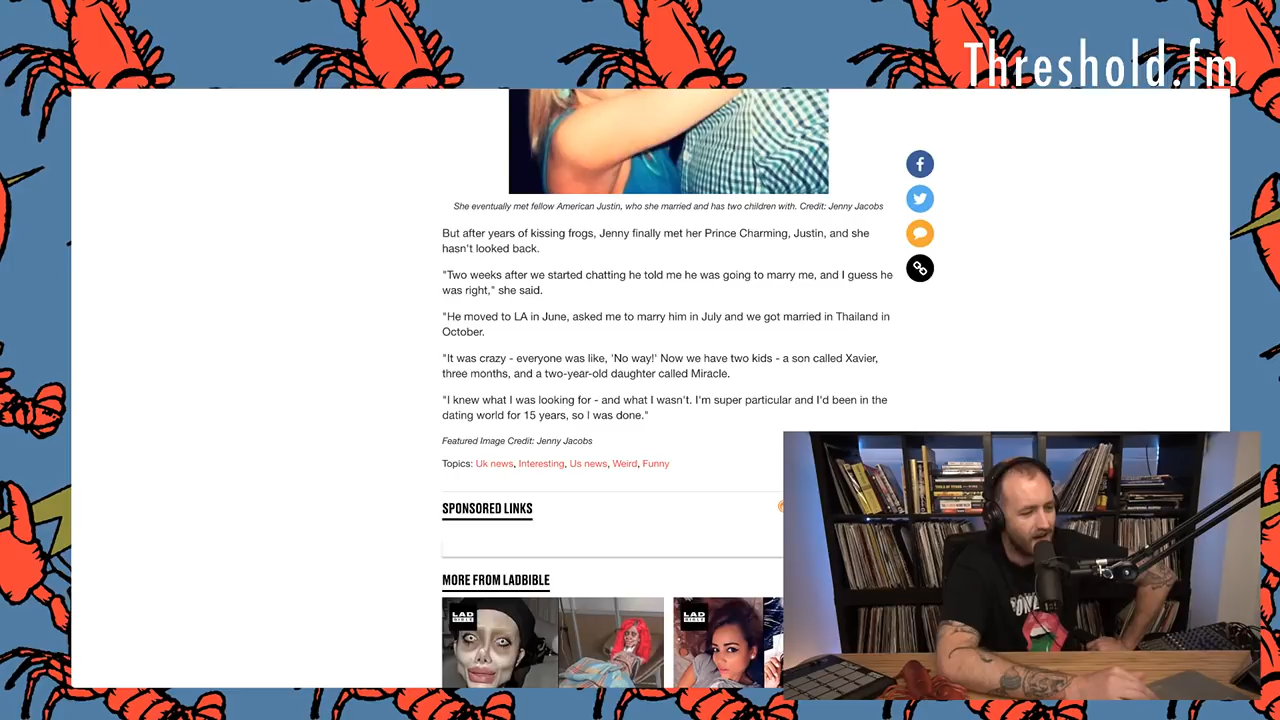 Threshold.fm
She eventually met fellow American Justin, who she married and has two children with. Credit: Jenny Jacobs
But after years of kissing frogs, Jenny finally met her Prince Charming, Justin, and she
hasn't looked back.
"Two weeks after we started chatting he told me he was going to marry me, and I guess he
was right," she said.
"He moved to LA in June, asked me to marry him in July and we got married in Thailand in
October.
"It was crazy - everyone was like, 'No way!' Now we have two kids - a son called Xavier,
three months, and a two-year-old daughter called Miracle.
"I knew what I was looking for - and what I wasn't. I'm super particular and I'd been in the
dating world for 15 years, so I was done."
Featured Image Credit: Jenny Jacobs
Topics: Uk news, Interesting, Us news, Weird, Funny
SPONSORED LINKS
MORE FROM LADBIBLE
LAD
BIBLE
LAD
BIBLE